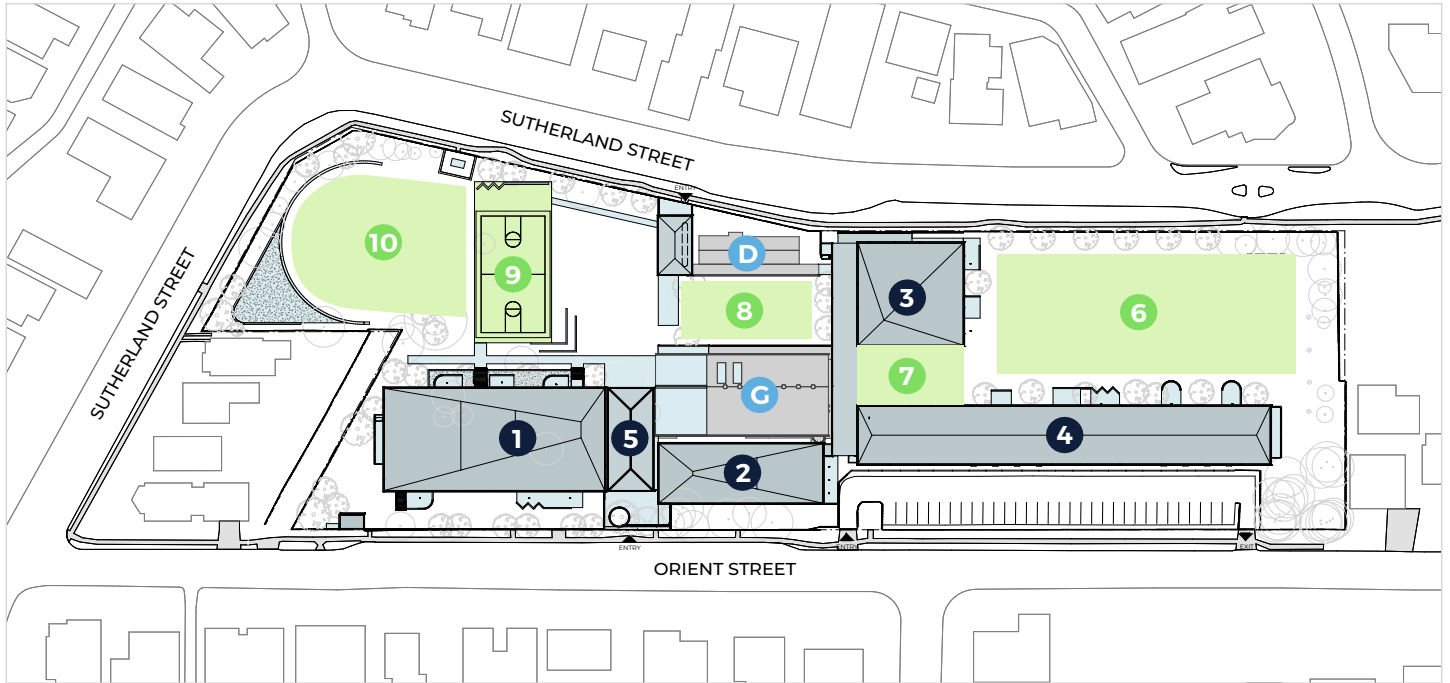 SUTHERLAND STREET
ENTRY
10
D
9
3
8
6
7
G
1
5
4
2
SUTHERLAND STREET
ENTRY
ENTRY
EXIT
ORIENT STREET